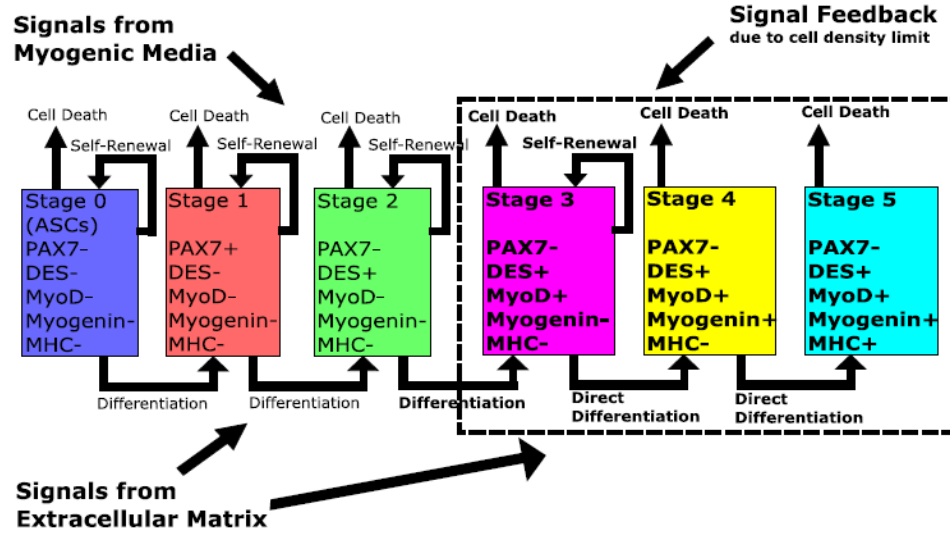 Signals from
Myogenic Media
Signal Feedback
due to cell density limit
Cell Death
Self-Renewal
Stage 0
(ASCs)
PAX7-
DES-
MyoD-
Myogenin-
MHC-
Differentiation
Cell Death
Self-Renewal
Stage 1
PAX7+
DES-
MyoD-
Myogenin-
MHC-
Differentiation
Cell Death
Self-Renewal
Stage 2
PAX7-
DES+
MyoD-
Myogenin-
MHC-
Differentiation
Cell Death
Self-Renewal
Stage 3
PAX7-
DES+
MyoD+
Myogenin-
MHC-
Direct
Differentiation
Cell Death
Stage 4
PAX7-
DES+
MyoD+
Myogenin+
MHC-
Direct
Differentiation
Cell Death
Stage 5
PAX7-
DES+
MyoD+
Myogenin+
MHC+
Signals from
Extracellular Matrix